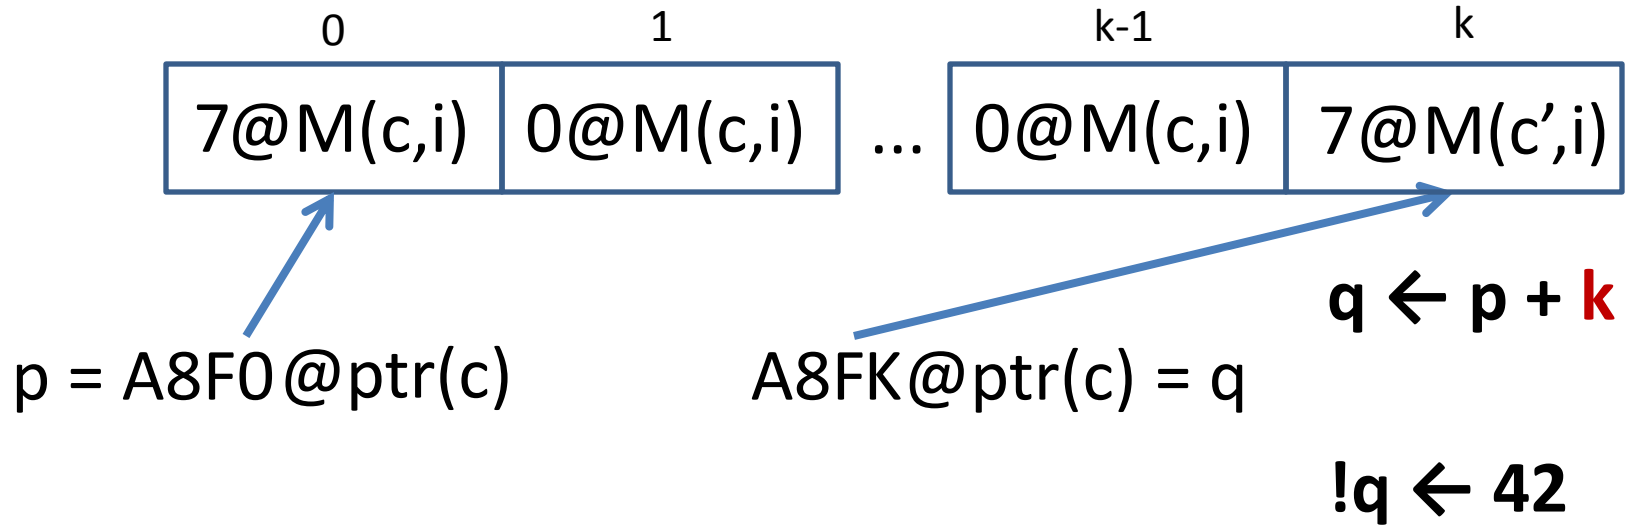 0 1 k-1 k
7@M(c,i) 0@M(c,i) ... 0@M(c,i) 7@M(c’,i)
q ← p + k
p = A8F0@ptr(c) A8FK@ptr(c) = q
!q ← 42